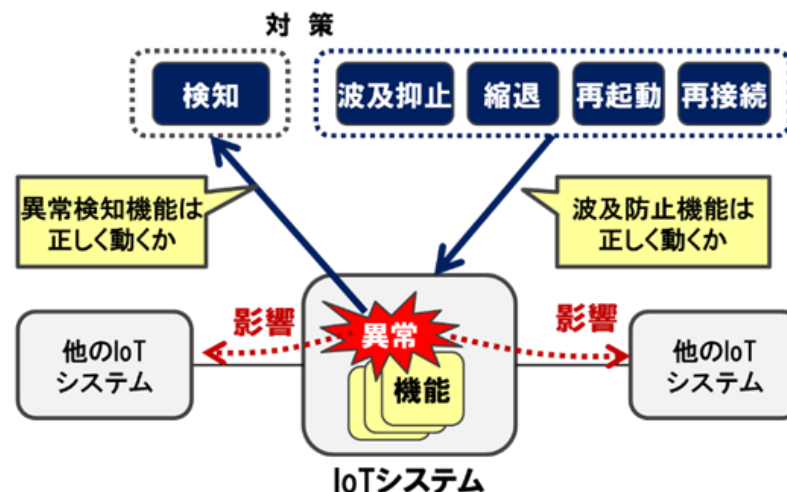 対 策
検知
波及抑止
縮退
再起動
再接続
異常検知機能は
正しく動くか
波及防止機能は
正しく動くか
影響
異常
影響
他のIoT
システム
機能
他のIoT
システム
IoTシステム